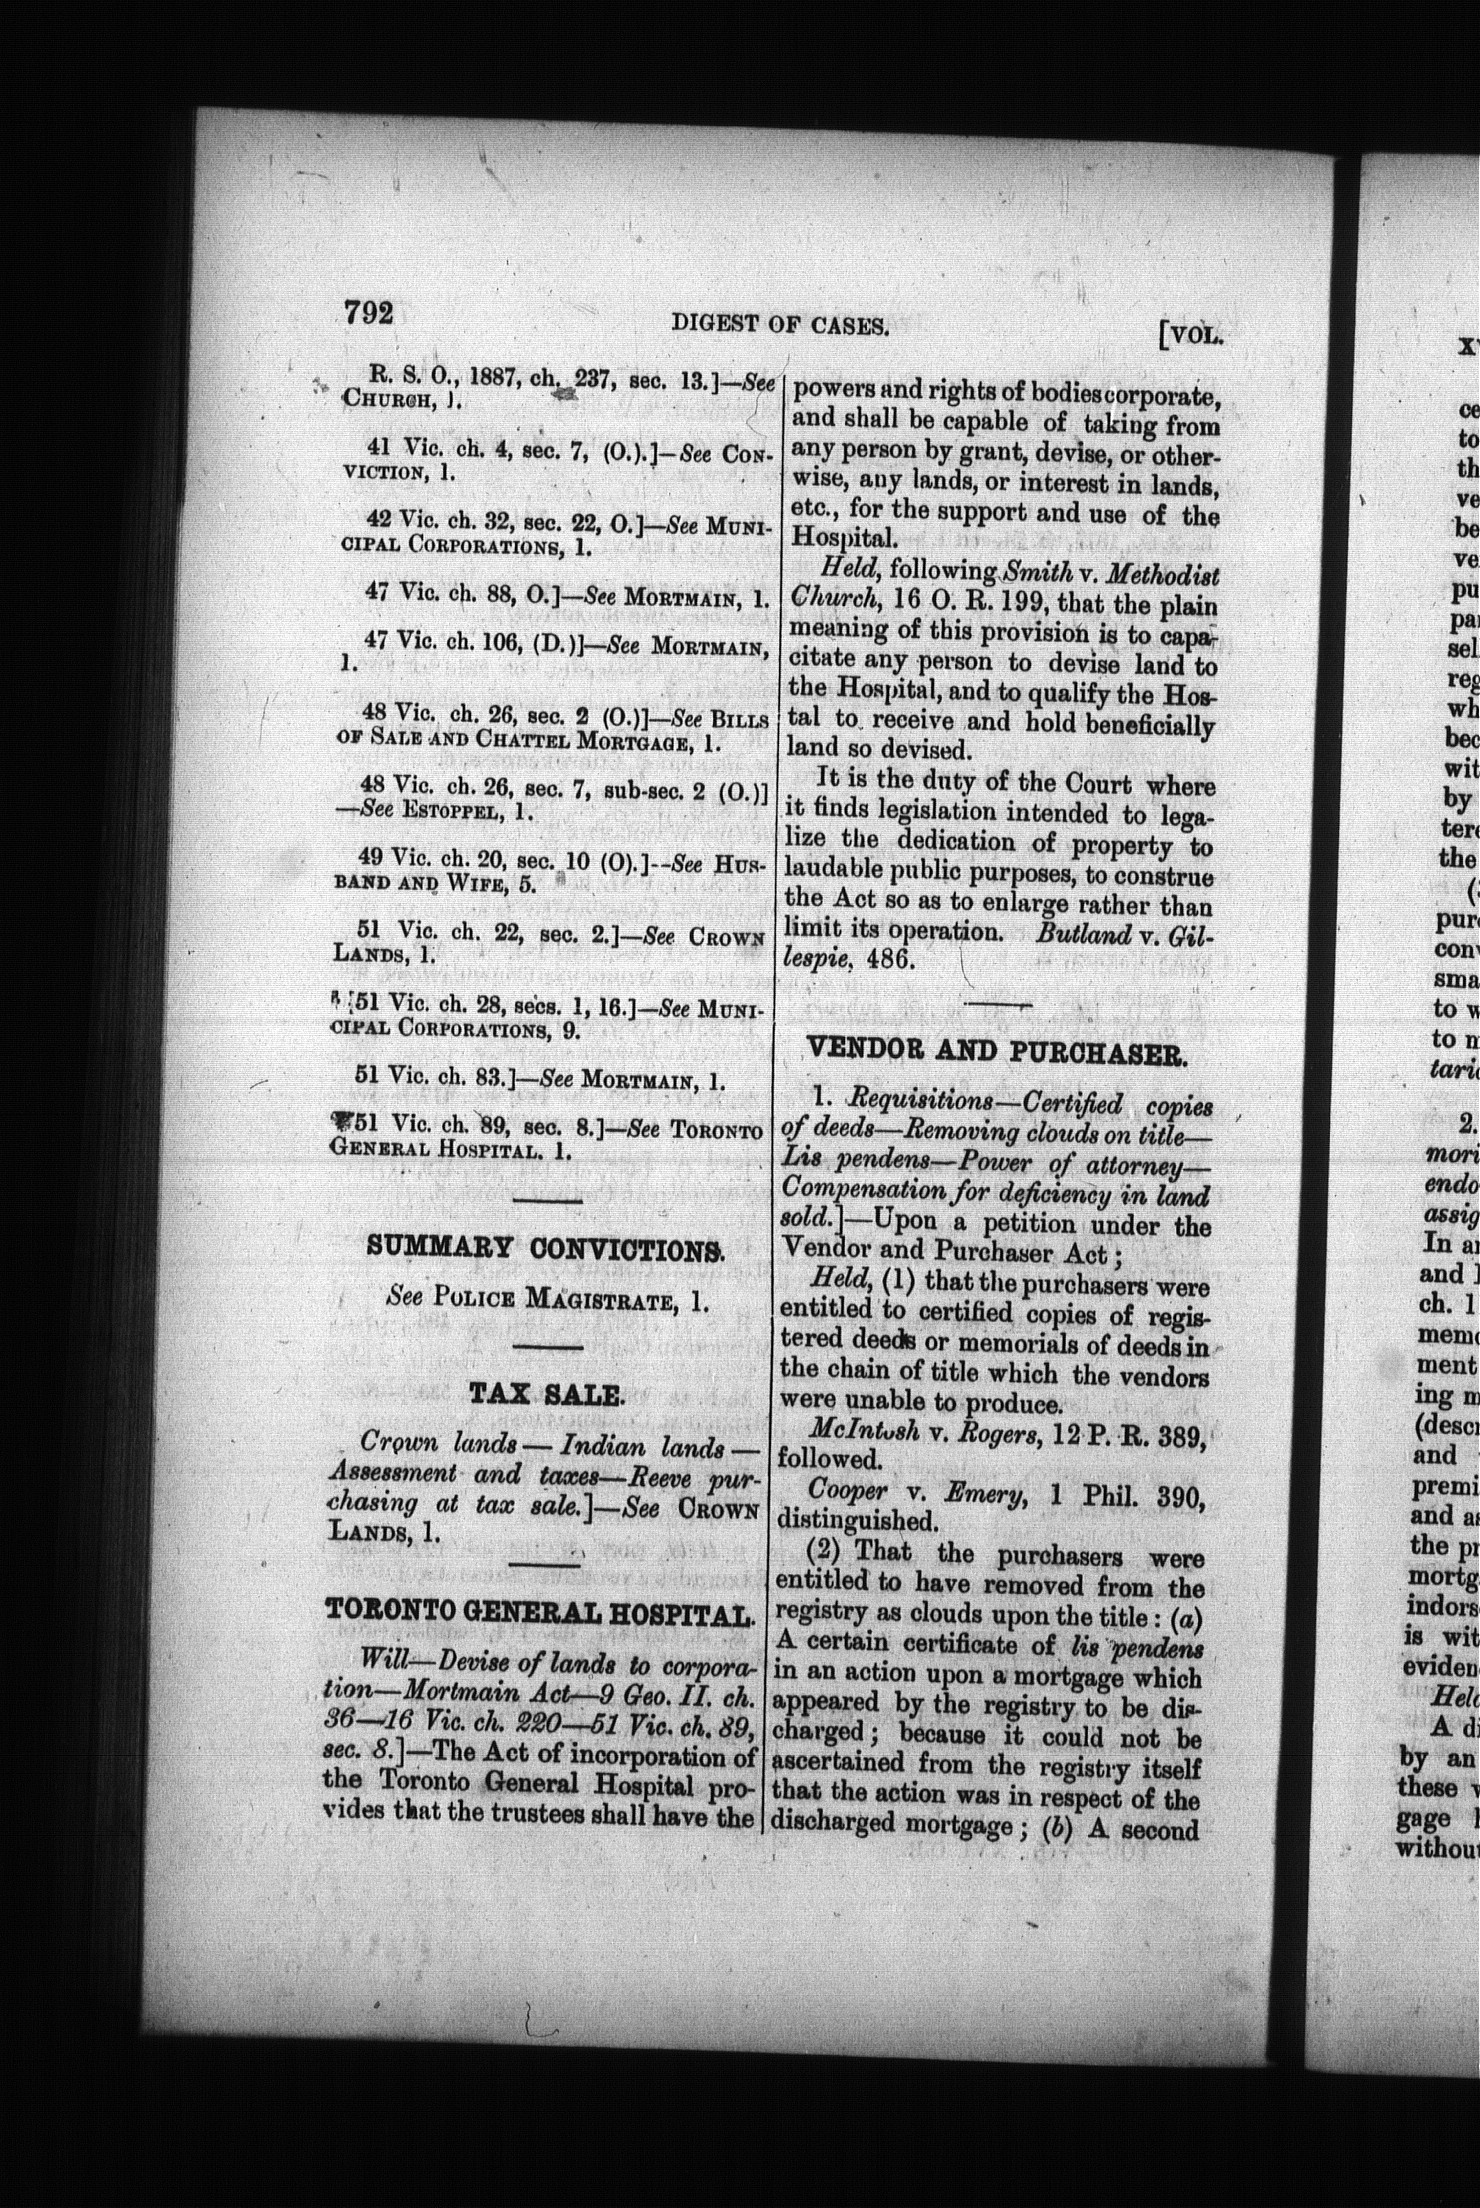 792
DIGEST OF CASES.
[VOL.
R. S. O., 1887, ch. 237, sec. 13.]—See
CHURCH, 1.
41 Vic. ch. 4, sec. 7, (O.).]—See CON-
VICTION, 1.
42 Vic. ch. 32, sec. 22, O.]—See MUNI-
CIPAL CORPORATIONS, 1.
47 Vic. ch. 88, O.]—See MORTMAIN, 1.
47 Vic. ch. 106, (D.)]—See MORTMAIN,
1.
48 Vic. ch. 26, sec. 2 (O.)]—See BILLS
OF SALE AND CHATTEL MORTGAGE, 1.
48 Vic. ch. 26, sec. 7, sub-sec. 2 (O.)]
—See ESTOPPEL, 1.
49 Vic. ch. 20, sec. 10 (O).]--See HUS-
BAND AND WIFE, 5.
51 Vic. ch. 22, sec. 2.]—See CROWN
LANDS, 1.
51 Vic. ch. 28, secs. 1, 16.]—See MUNI-
CIPAL CORPORATIONS, 9.
51 Vic. ch. 83.]—See MORTMAIN, 1.
51 Vic. ch. 89, sec. 8.]—See TORONTO
GENERAL HOSPITAL. 1.
SUMMARY CONVICTIONS.
See POLICE MAGISTRATE, 1.
TAX SALE.
Crown lands — Indian lands —
Assessment and taxes—Reeve pur-
chasing at tax sale.]—See CROWN
LANDS, 1.
TORONTO GENERAL HOSPITAL.
Will—Devise of lands to corpora-
tion—Mortmain Act—9 Geo. II. ch.
36—16 Vic. ch. 220—51 Vic. ch. 89,
sec. 8.]—The Act of incorporation of
the Toronto General Hospital pro-
vides that the trustees shall have the
powers and rights of bodies corporate,
and shall be capable of taking from
any person by grant, devise, or other-
wise, any lands, or interest in lands,
etc., for the support and use of the
Hospital.
Held, following Smith v. Methodist
Church, 16 O. R. 199, that the plain
meaning of this provision is to capa-
citate any person to devise land to
the Hospital, and to qualify the Hos-
tal to receive and hold beneficially
land so devised.
It is the duty of the Court where
it finds legislation intended to lega-
lize the dedication of property to
laudable public purposes, to construe
the Act so as to enlarge rather than
limit its operation. Butland v. Gil-
lespie, 486.
VENDOR AND PURCHASER.
1. Requisitions—Certified copies
of deeds—Removing clouds on title—
Lis pendens—Power of attorney—
Compensation for deficiency in land
sold.]—Upon a petition under the
Vendor and Purchaser Act ;
Held, (1) that the purchasers were
entitled to certified copies of regis-
tered deeds or memorials of deeds in
the chain of title which the vendors
were unable to produce.
McIntosh v. Rogers, 12 P. R. 389,
followed.
Cooper v. Emery, 1 Phil. 390,
distinguished.
(2) That the purchasers were
entitled to have removed from the
registry as clouds upon the title : (a)
A certain certificate of lis pendens
in an action upon a mortgage which
appeared by the registry to be dis-
charged ; because it could not be
ascertained from the registry itself
that the action was in respect of the
discharged mortgage ; (b) A second